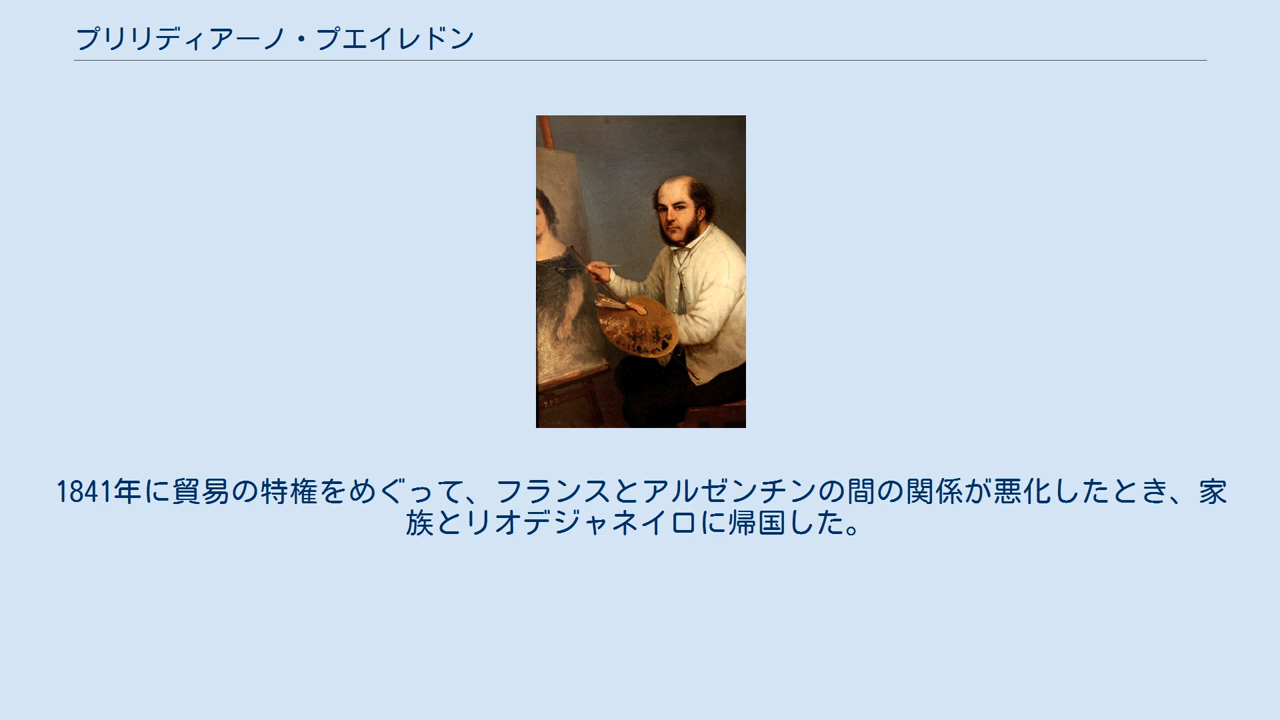 プリリディアーノ・プエイレドン
1841年に貿易の特権をめぐって、フランスとアルゼンチンの間の関係が悪化したとき、家
族とリオデジャネイロに帰国した。